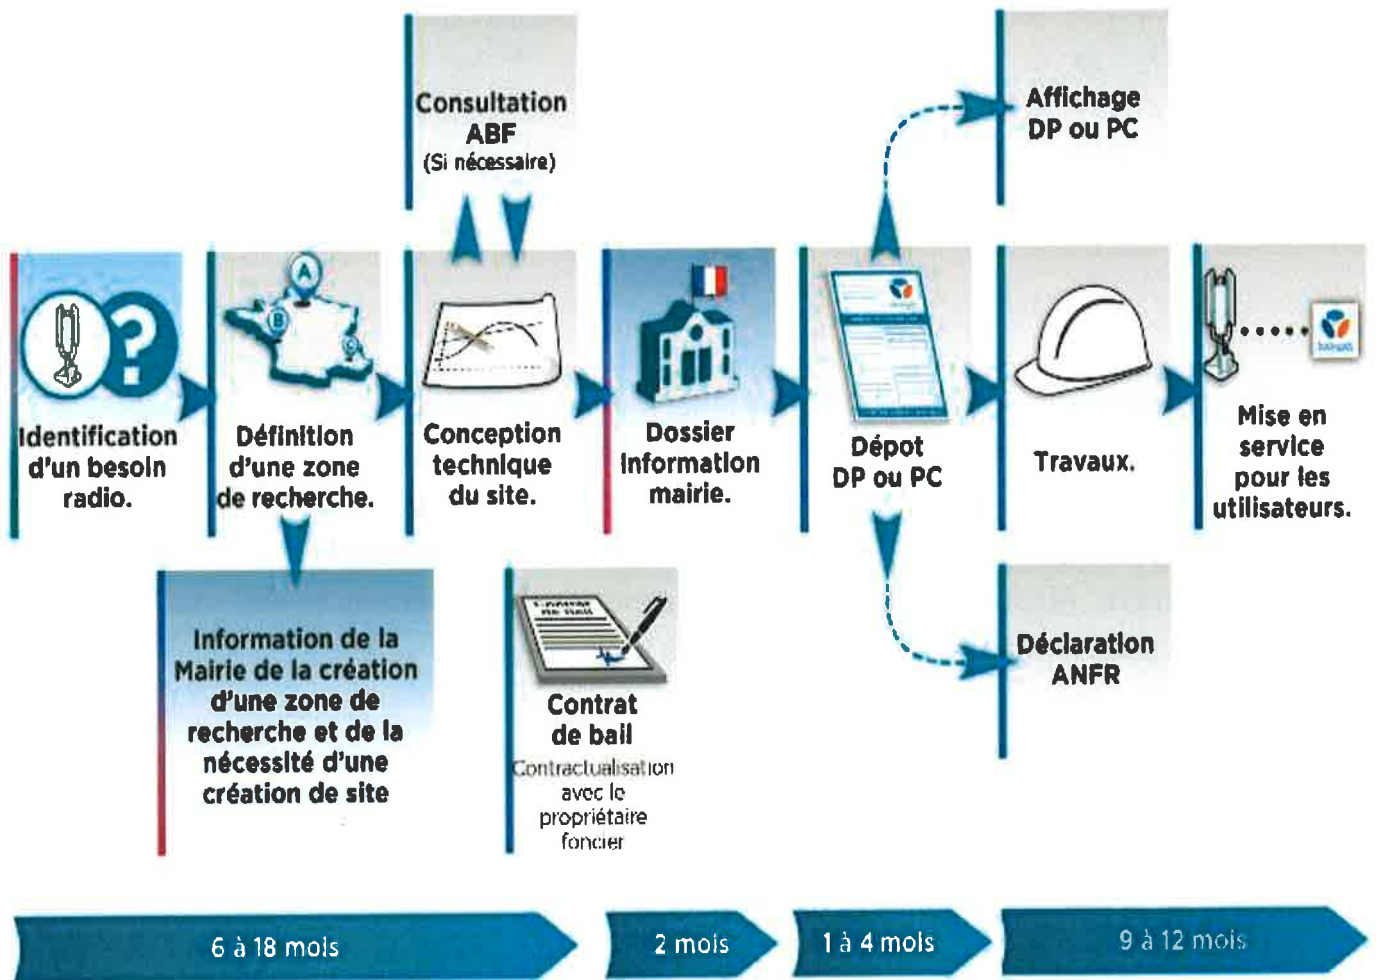 Consultation
ABF
(Si nécessaire)
Affichage
DP ou PC
A
B
C
Identification
d'un besoin
radio.
Définition
d'une zone
de recherche.
Conception
technique
du site.
Dossier
Information
mairie.
Dépot
DP ou PC
Travaux.
Mise en
service
pour les
utilisateurs.
Information de la
Mairie de la création
d'une zone de
recherche et de la
nécessité d'une
création de site
Contrat
de bail
Contrat
de bail
Contractualisation
avec le
propriétaire
foncier
Déclaration
ANFR
6 à 18 mois
2 mois
1 à 4 mois
9 à 12 mois